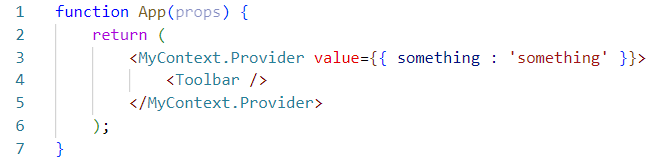 1 function App(props) {
2     return (
3         <MyContext.Provider value={{ something : 'something' }}>
4             <Toolbar />
5         </MyContext.Provider>
6     );
7 }